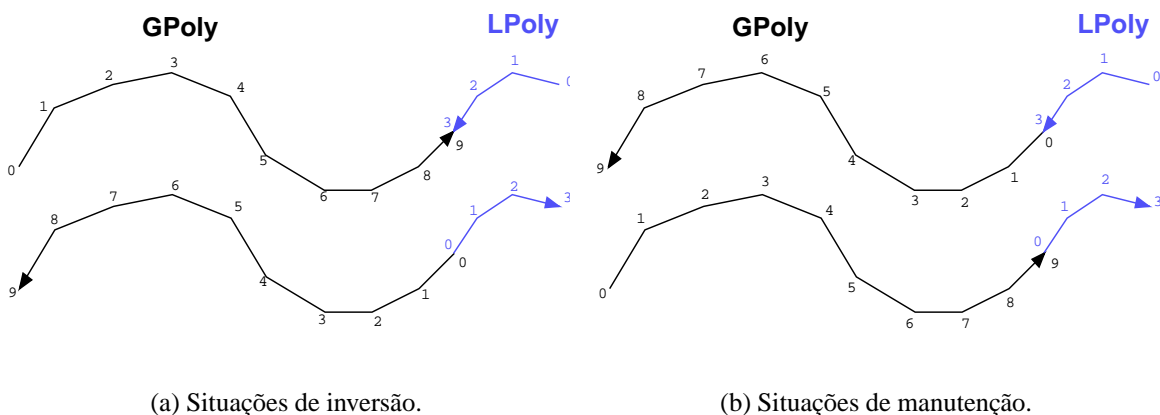 GPoly LPoly GPoly LPoly
0 1 2 3 4 5 6 7 8 9 3 2 1 0
9 8 7 6 5 4 3 2 1 0 3 2 1 0
9 8 7 6 5 4 3 2 1 0 0 1 2 3
0 1 2 3 4 5 6 7 8 9 0 1 2 3
(a) Situações de inversão. (b) Situações de manutenção.